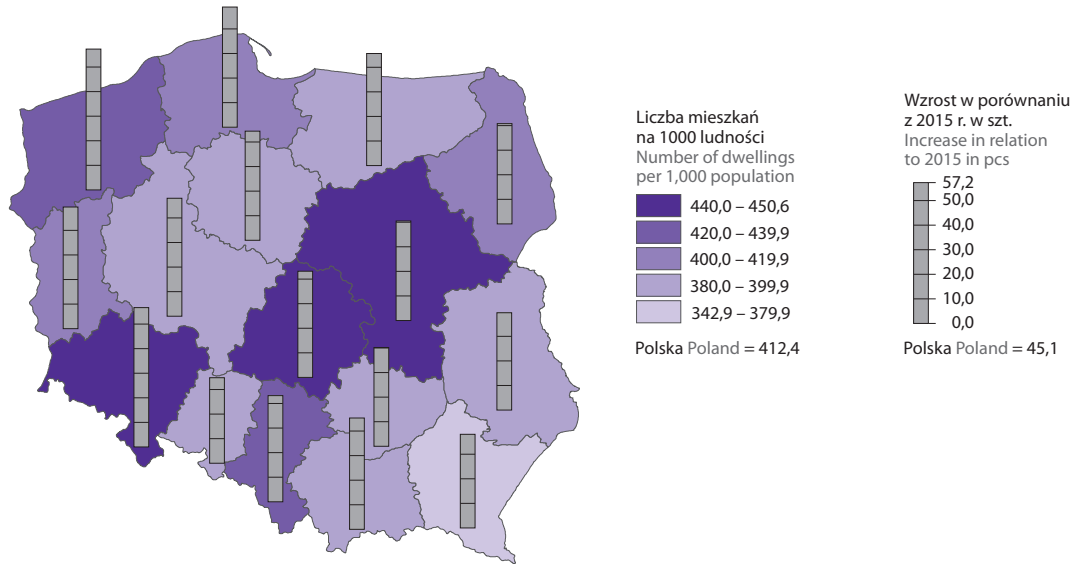 Liczba mieszkań
na 1000 ludności
Number of dwellings
per 1,000 population
440,0 – 450,6
420,0 – 439,9
400,0 – 419,9
380,0 – 399,9
342,9 – 379,9
Polska Poland = 412,4
Wzrost w porównaniu
z 2015 r. w szt.
Increase in relation
to 2015 in pcs
57,2
50,0
40,0
30,0
20,0
10,0
0,0
Polska Poland = 45,1